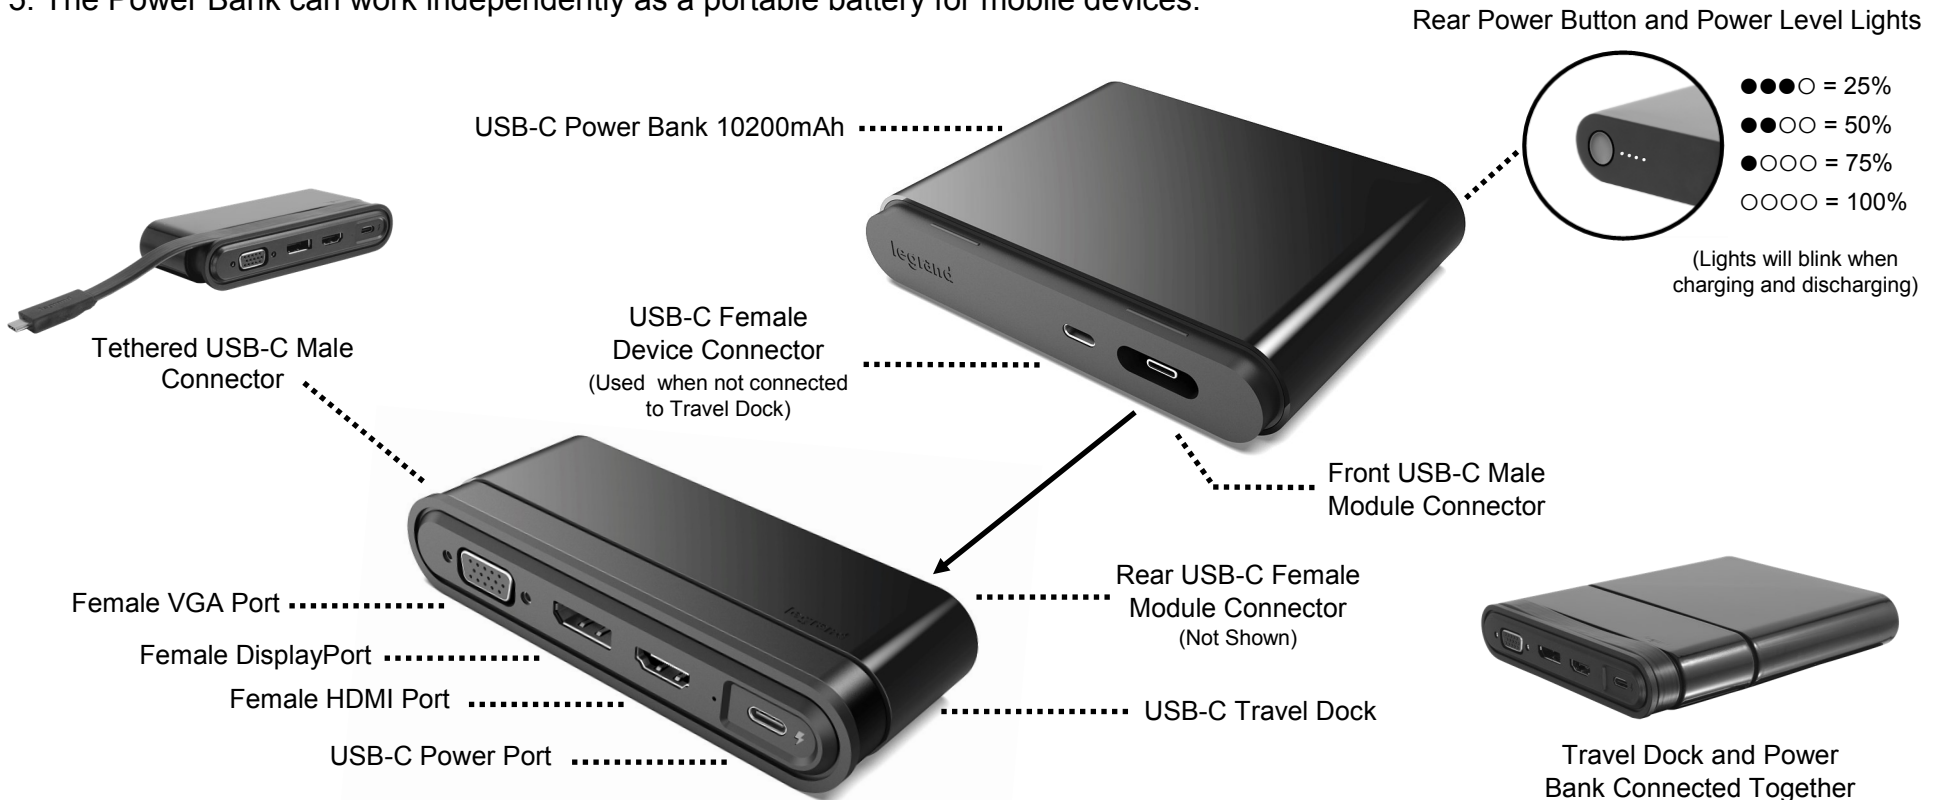 5. The Power Bank can work independently as a portable battery for mobile devices.
Rear Power Button and Power Level Lights
●●●○ = 25%
●●○○ = 50%
●○○○ = 75%
○○○○ = 100%
(Lights will blink when
charging and discharging)
USB-C Power Bank 10200mAh
legrand
Tethered USB-C Male
Connector
USB-C Female
Device Connector
(Used when not connected
to Travel Dock)
Front USB-C Male
Module Connector
Rear USB-C Female
Module Connector
(Not Shown)
legrand
Female VGA Port
Female DisplayPort
Female HDMI Port
USB-C Power Port
USB-C Travel Dock
Travel Dock and Power
Bank Connected Together